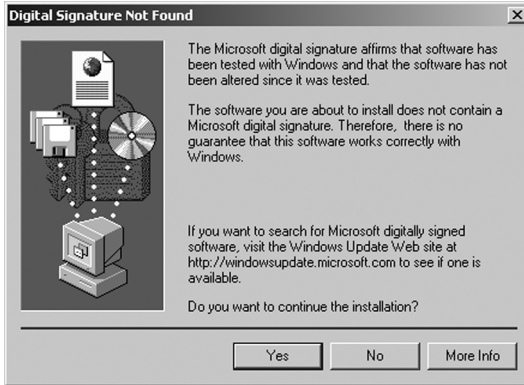 Digital Signature Not Found
The Microsoft digital signature affirms that software has
been tested with Windows and that the software has not
been altered since it was tested.
The software you are about to install does not contain a
Microsoft digital signature. Therefore, there is no
guarantee that this software works correctly with
Windows.
If you want to search for Microsoft digitally signed
software, visit the Windows Update Web site at
http://windowsupdate.microsoft.com to see if one is
available.
Do you want to continue the installation?
Yes No More Info